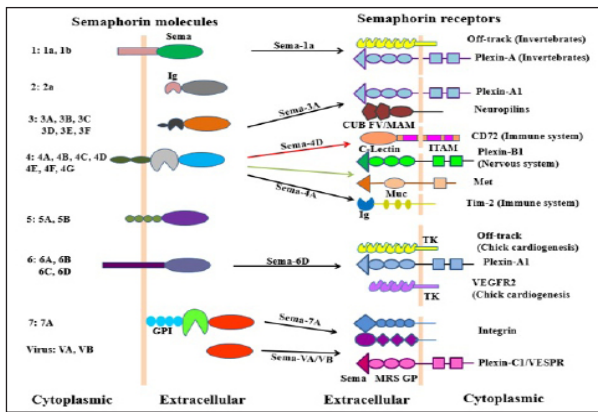 Semaphorin molecules
Semaphorin receptors
Sema
1: 1a, 1b
Sema-1a
Off-track (Invertebrates)
Plexin-A (Invertebrates)
Ig
2: 2a
Plexin-A1
3: 3A, 3B, 3C
3D, 3E, 3F
Sema-3A
Neuropilins
CUB FV/MAM
4: 4A, 4B, 4C, 4D
4E, 4F, 4G
Sema-4D
CD72 (Immune system)
C-Lectin
ITAM
Plexin-B1
(Nervous system)
Met
Sema-4A
Muc
Tim-2 (Immune system)
Ig
5: 5A, 5B
Off-track
(Chick cardiogenesis)
TK
6: 6A, 6B
6C, 6D
Sema-6D
Plexin-A1
VEGFR2
(Chick cardiogenesis
TK
7: 7A
GPI
Sema-7A
Integrin
Virus: VA, VB
Sema-VA/VB
Plexin-C1/VESPR
Sema MRS GP
Cytoplasmic
Extracellular
Extracellular
Cytoplasmic